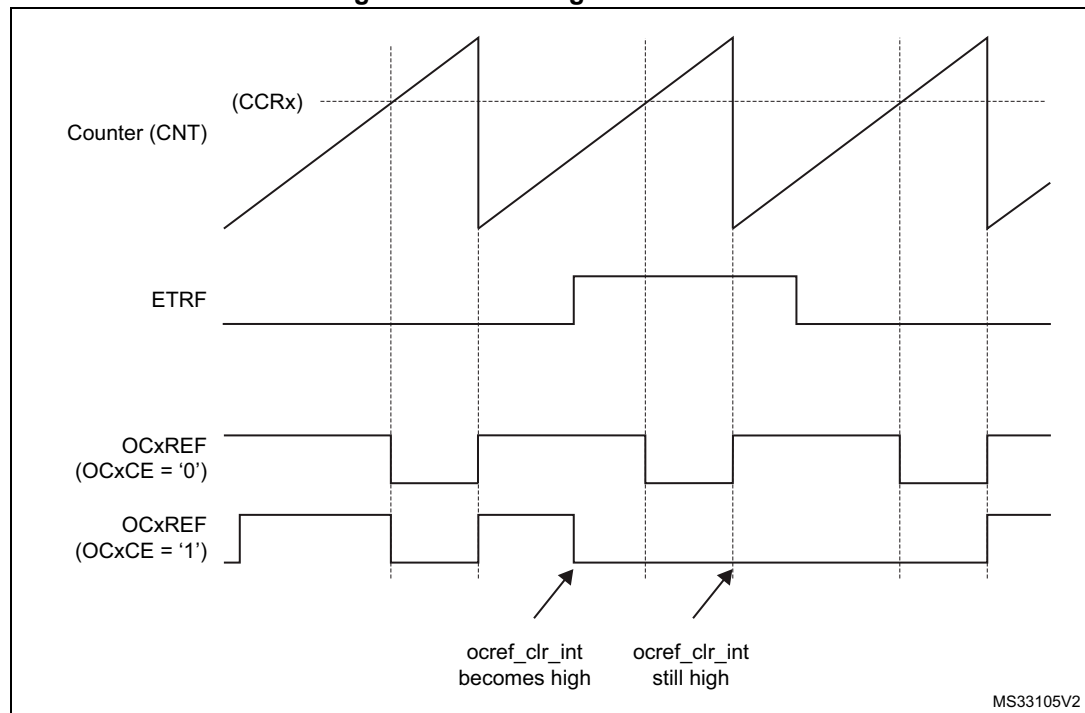 (CCRx)
Counter (CNT)
ETRF
OCxREF
(OCxCE = ‘0’)
OCxREF
(OCxCE = ‘1’)
ocref_clr_int
becomes high
ocref_clr_int
still high
MS33105V2